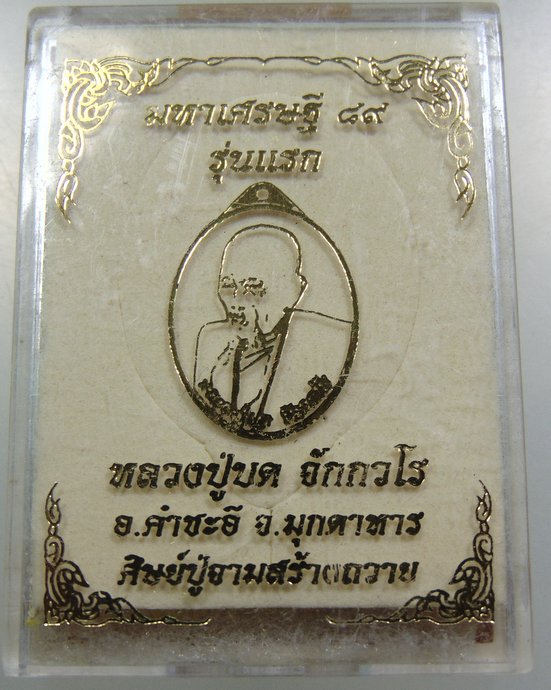 มหาเศรษฐี ๘๙
รุ่นแรก
หลวงปู่บด จักกวโร
อ.คำชะอี จ.มุกดาหาร
ศิษย์ปู่จามสร้างถวาย